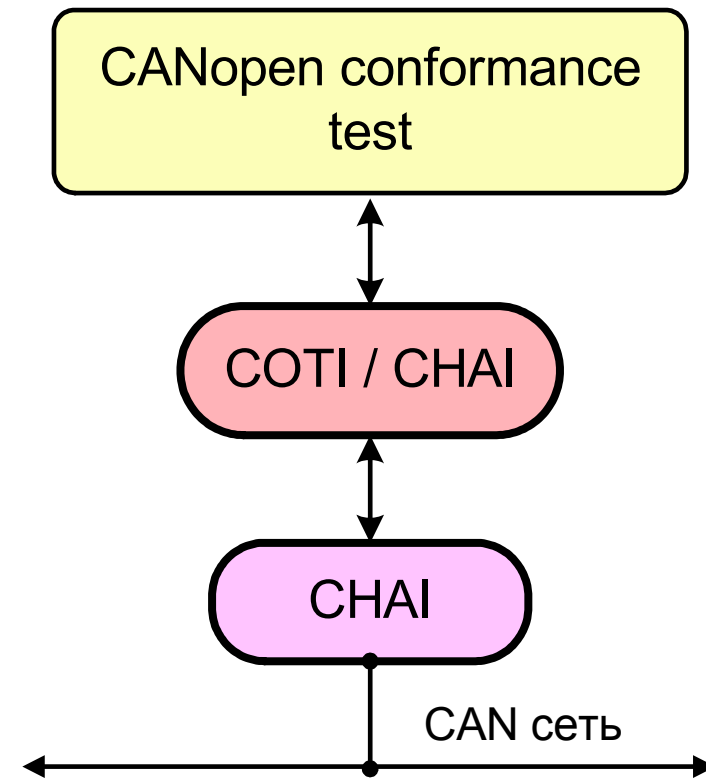 CANopen conformance
test
COTI / CHAI
CHAI
CAN сеть